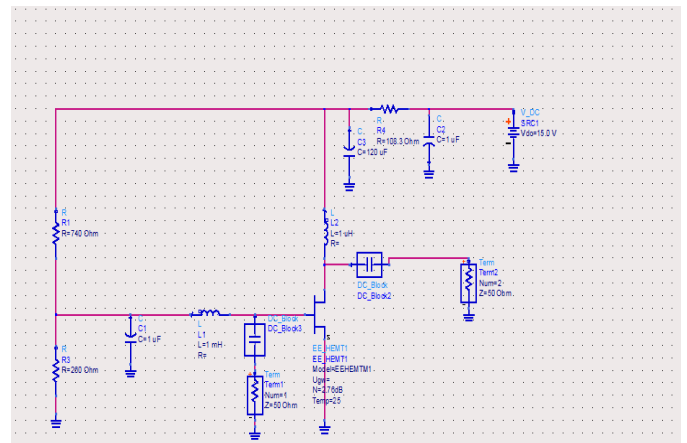 V_DC
SRC1
Vdc=15.0 V
R
R4
R=108.3 Ohm
C
C2
C=1 uF
C
C3
C=120 uF
R
R1
R=740 Ohm
L
L2
L=1 uH
R=
DC_Block
DC_Block2
Term
Term2
Num=2
Z=50 Ohm
C
C1
C=1 uF
L
L1
L=1 mH
R=
DC_Block
DC_Block3
R
R3
R=260 Ohm
Term
Term1
Num=1
Z=50 Ohm
S
EE_HEMT1
EE_HEMT1
Model=EEHEMTM1
Ugw=
N=2.76dB
Temp=25